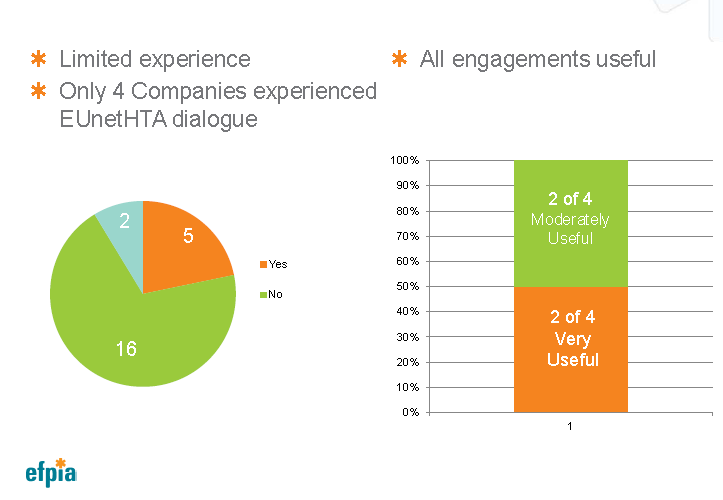 Limited experience
Only 4 Companies experienced
EUnetHTA dialogue
2
5
16
Yes
No
All engagements useful
100%
90%
80%
70%
60%
50%
40%
30%
20%
10%
0%
2 of 4
Moderately
Useful
2 of 4
Very
Useful
1
efpia